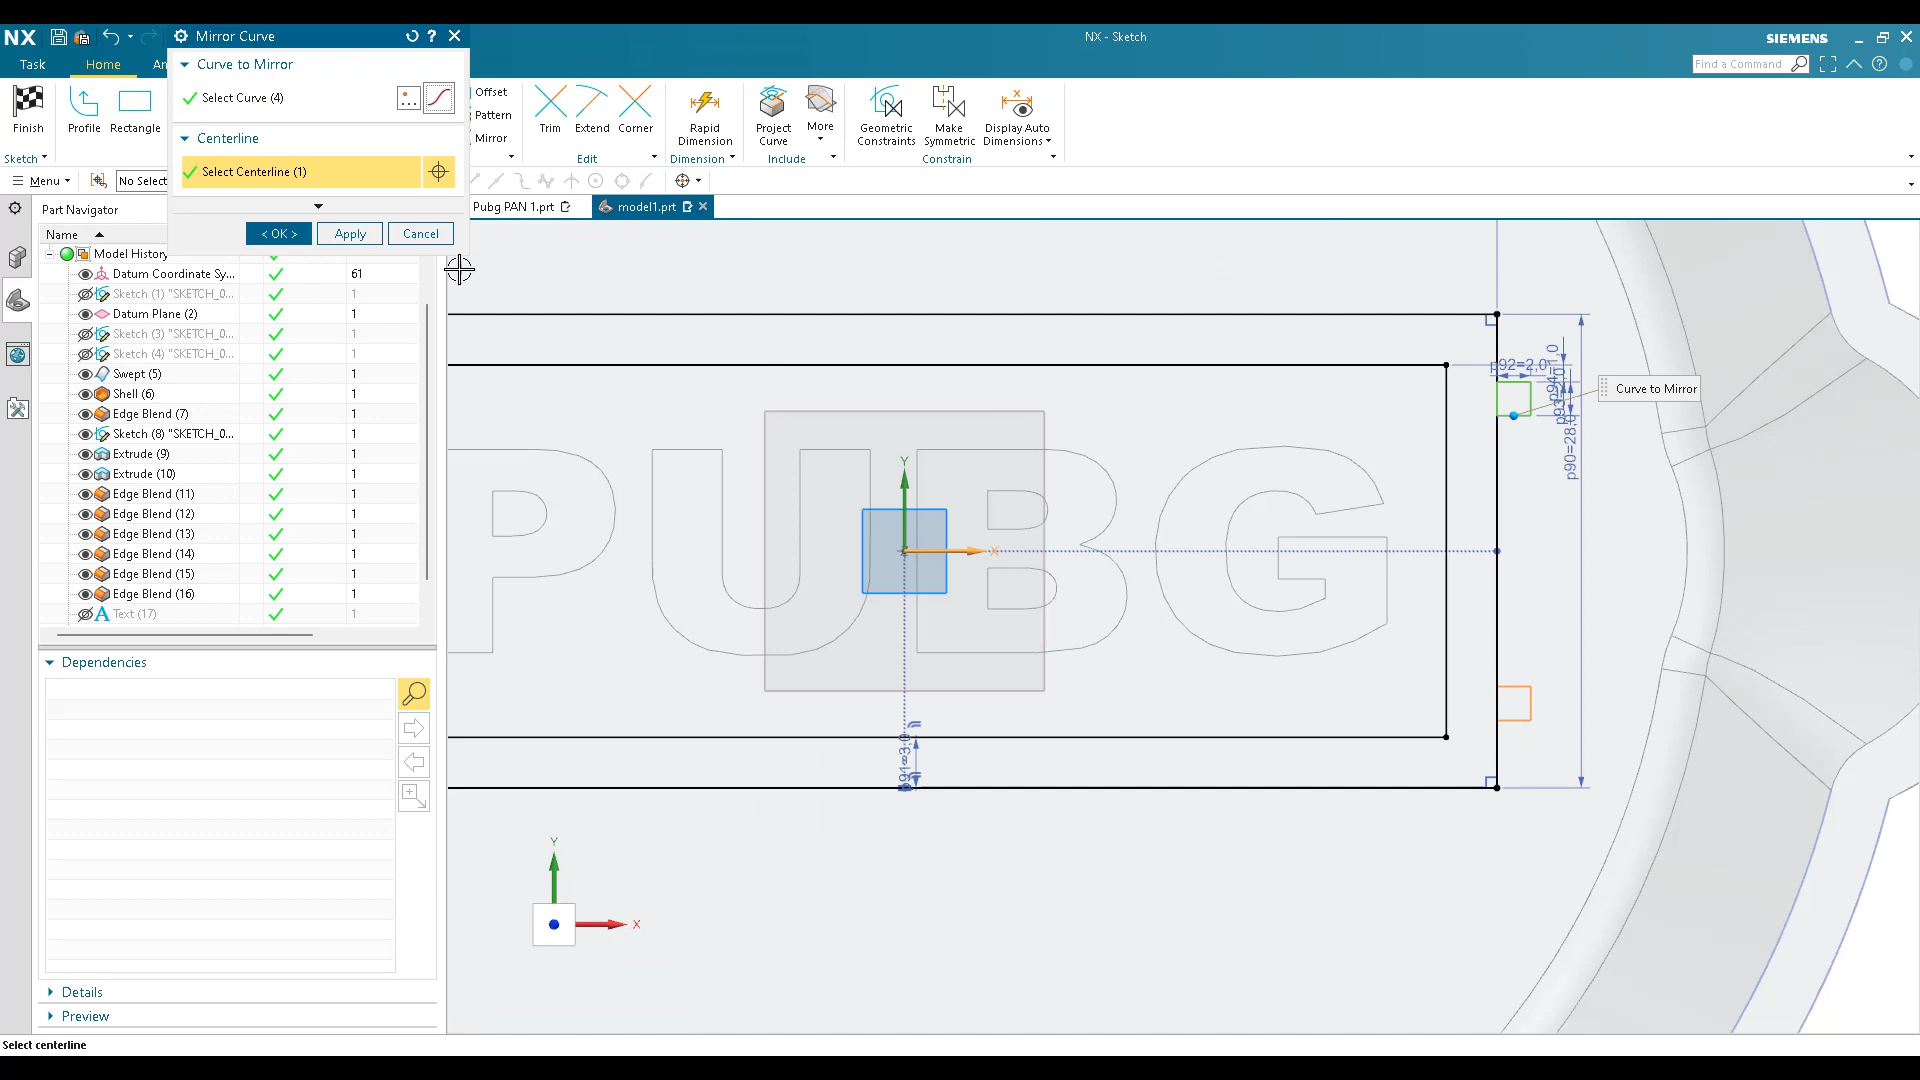 NX
Mirror Curve
NX - Sketch
SIEMENS
Task
Home
An
Find a Command
Curve to Mirror
Select Curve (4)
Centerline
Select Centerline (1)
< OK >
Apply
Cancel
Finish
Profile
Rectangle
Offset
Pattern
Mirror
Trim
Extend
Corner
Rapid
Dimension
Project
Curve
More
Geometric
Constraints
Make
Symmetric
Display Auto
Dimensions
Sketch
Edit
Dimension
Include
Constrain
Menu
No Select
Part Navigator
Pubg PAN 1.prt
model1.prt
Name
Model History
Datum Coordinate Sy... 61
Sketch (1) "SKETCH_0... 1
Datum Plane (2) 1
Sketch (3) "SKETCH_0... 1
Sketch (4) "SKETCH_0... 1
Swept (5) 1
Shell (6) 1
Edge Blend (7) 1
Sketch (8) "SKETCH_0... 1
Extrude (9) 1
Extrude (10) 1
Edge Blend (11) 1
Edge Blend (12) 1
Edge Blend (13) 1
Edge Blend (14) 1
Edge Blend (15) 1
Edge Blend (16) 1
Text (17) 1
Dependencies
Details
Preview
Select centerline
PUBG
Y
X
p92=2,0
p94=1,0
p90=28,0
p91=3,0
Curve to Mirror
Y
X